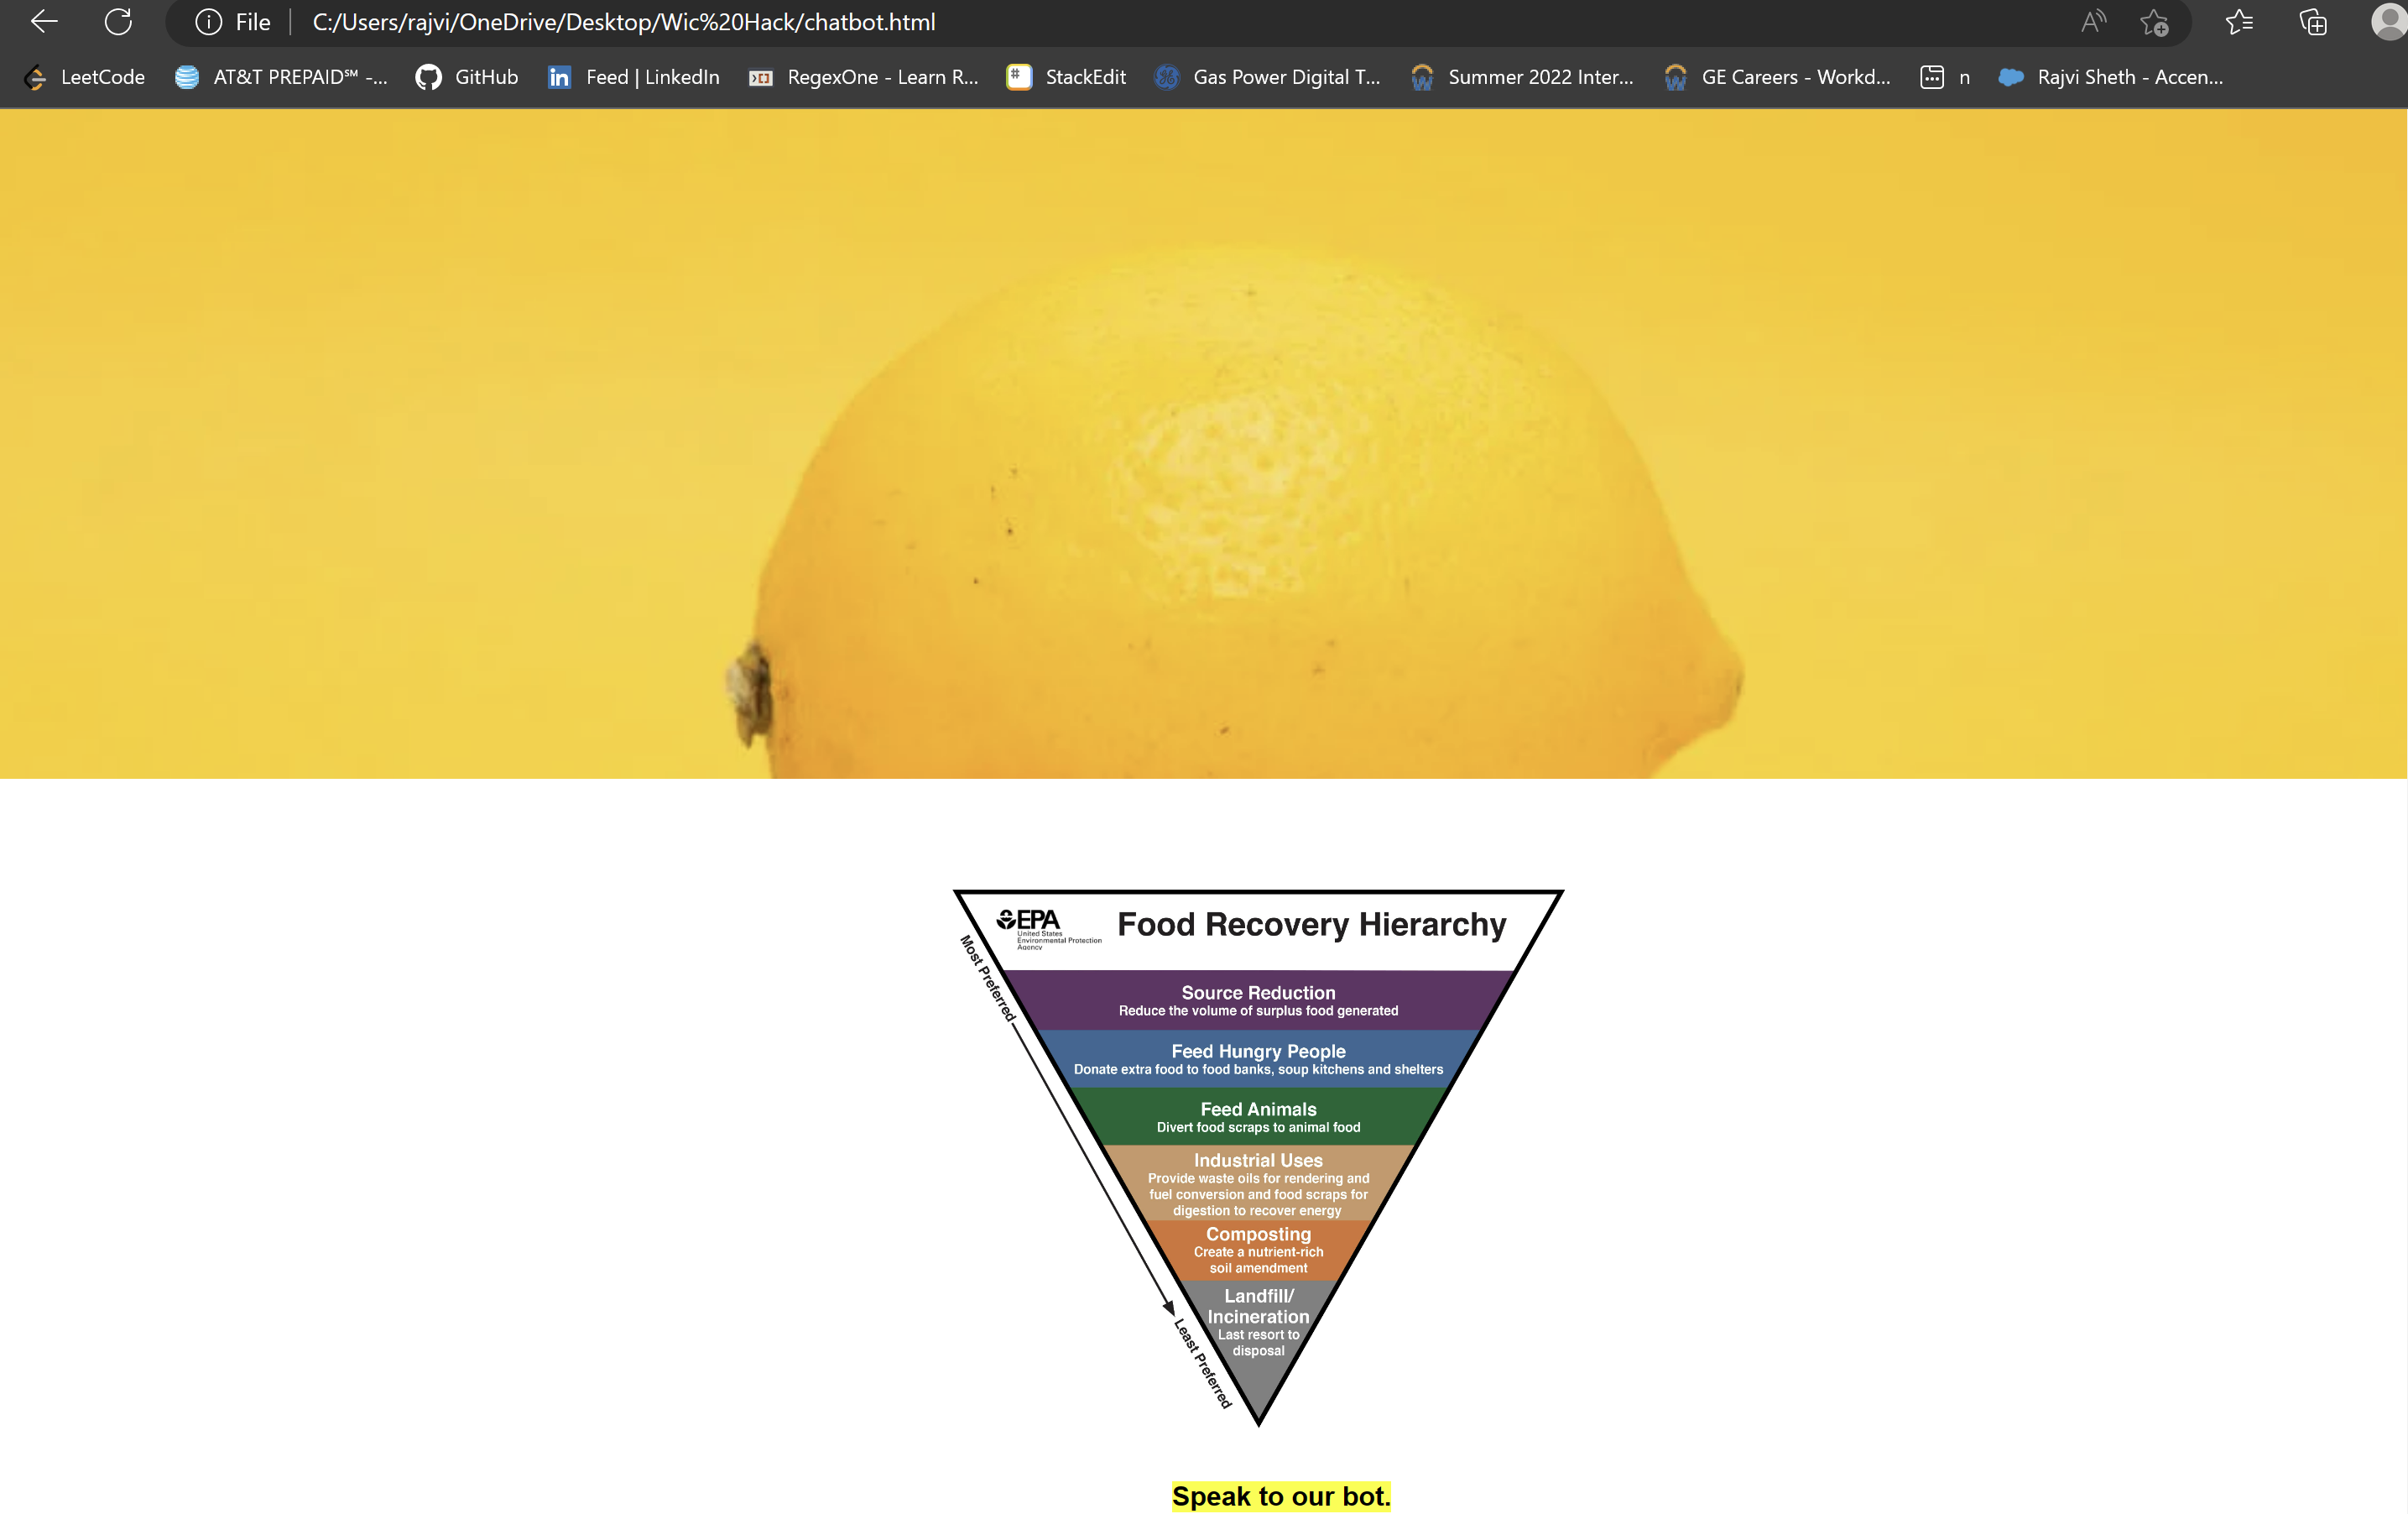 File C:/Users/rajvi/OneDrive/Desktop/Wic%20Hack/chatbot.html
LeetCode AT&T PREPAID℠ -... GitHub Feed | LinkedIn RegexOne - Learn R... StackEdit Gas Power Digital T... Summer 2022 Inter... GE Careers - Workd... n Rajvi Sheth - Accen...
EPA
United States
Environmental Protection
Agency
Food Recovery Hierarchy
Most Preferred
Source Reduction
Reduce the volume of surplus food generated
Feed Hungry People
Donate extra food to food banks, soup kitchens and shelters
Feed Animals
Divert food scraps to animal food
Industrial Uses
Provide waste oils for rendering and
fuel conversion and food scraps for
digestion to recover energy
Composting
Create a nutrient-rich
soil amendment
Landfill/
Incineration
Last resort to
disposal
Least Preferred
Speak to our bot.